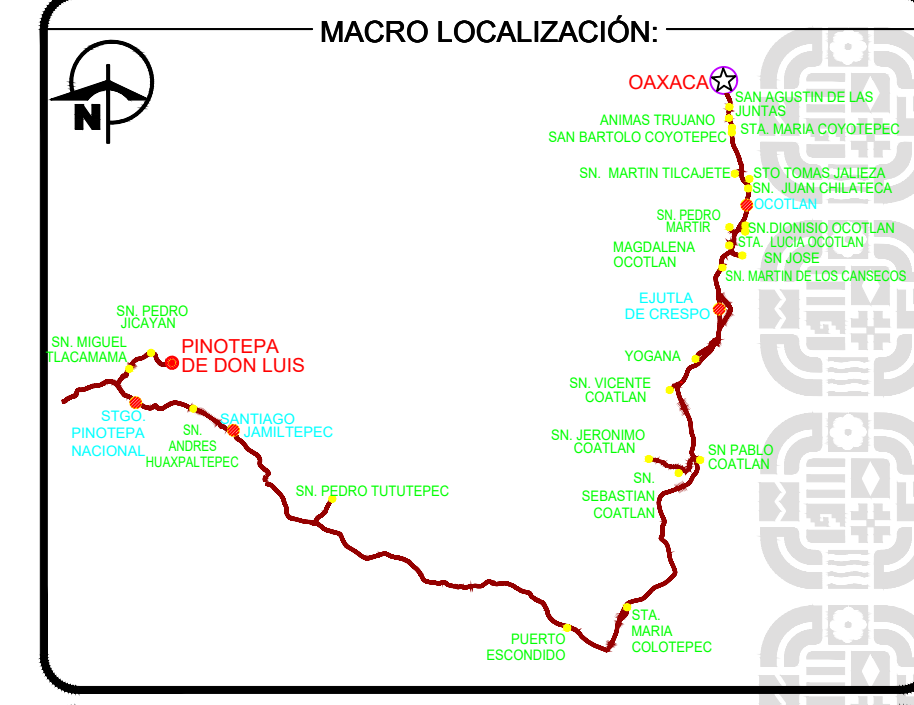 MACRO LOCALIZACIÓN:
N
OAXACA
SAN AGUSTIN DE LAS
JUNTAS
ANIMAS TRUJANO
STA. MARIA COYOTEPEC
SAN BARTOLO COYOTEPEC
SN. MARTIN TILCAJETE
STO TOMAS JALIEZA
SN. JUAN CHILATECA
OCOTLAN
SN. PEDRO
MARTIR
SN.DIONISIO OCOTLAN
STA. LUCIA OCOTLAN
MAGDALENA
OCOTLAN
SN JOSE
SN. MARTIN DE LOS CANSECOS
EJUTLA
DE CRESPO
SN. PEDRO
JICAYAN
SN. MIGUEL
TLACAMAMA
PINOTEPA
DE DON LUIS
YOGANA
SN. VICENTE
COATLAN
STGO.
PINOTEPA
NACIONAL
SN.
ANDRES
HUAXPALTEPEC
SANTIAGO
JAMILTEPEC
SN. JERONIMO
COATLAN
SN PABLO
COATLAN
SN.
SEBASTIAN
COATLAN
SN. PEDRO TUTUTEPEC
STA.
MARIA
COLOTEPEC
PUERTO
ESCONDIDO